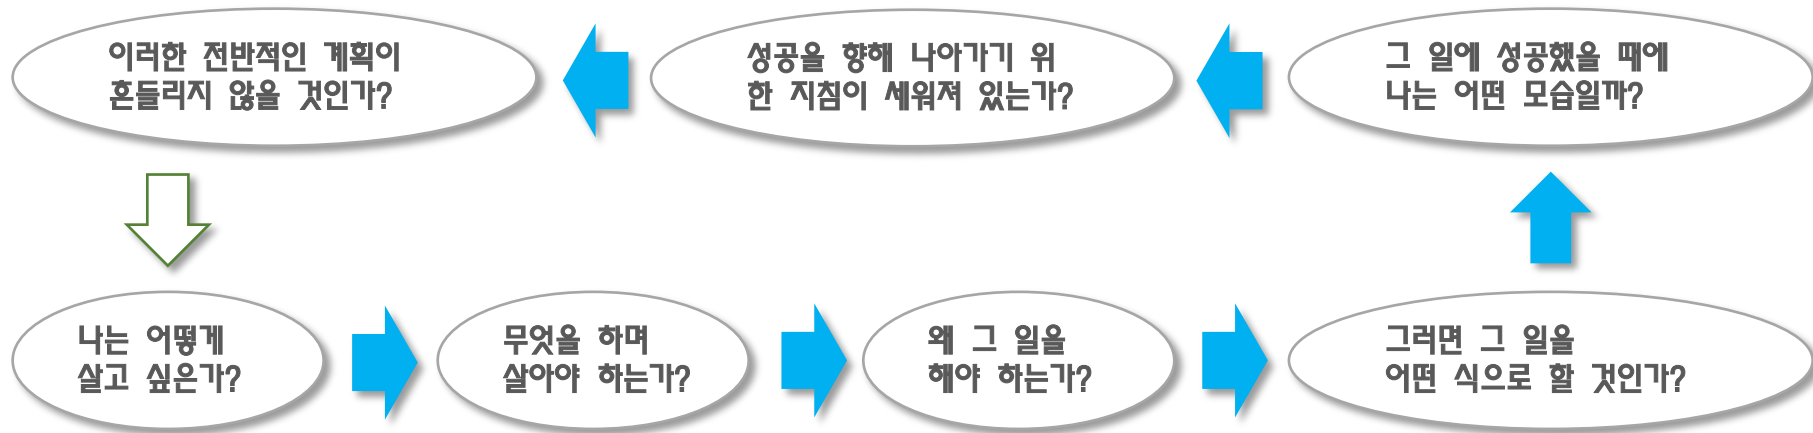 이러한 전반적인 계획이
흔들리지 않을 것인가?
성공을 향해 나아가기 위
한 지침이 세워져 있는가?
그 일에 성공했을 때에
나는 어떤 모습일까?
나는 어떻게
살고 싶은가?
무엇을 하며
살아야 하는가?
왜 그 일을
해야 하는가?
그러면 그 일을
어떤 식으로 할 것인가?